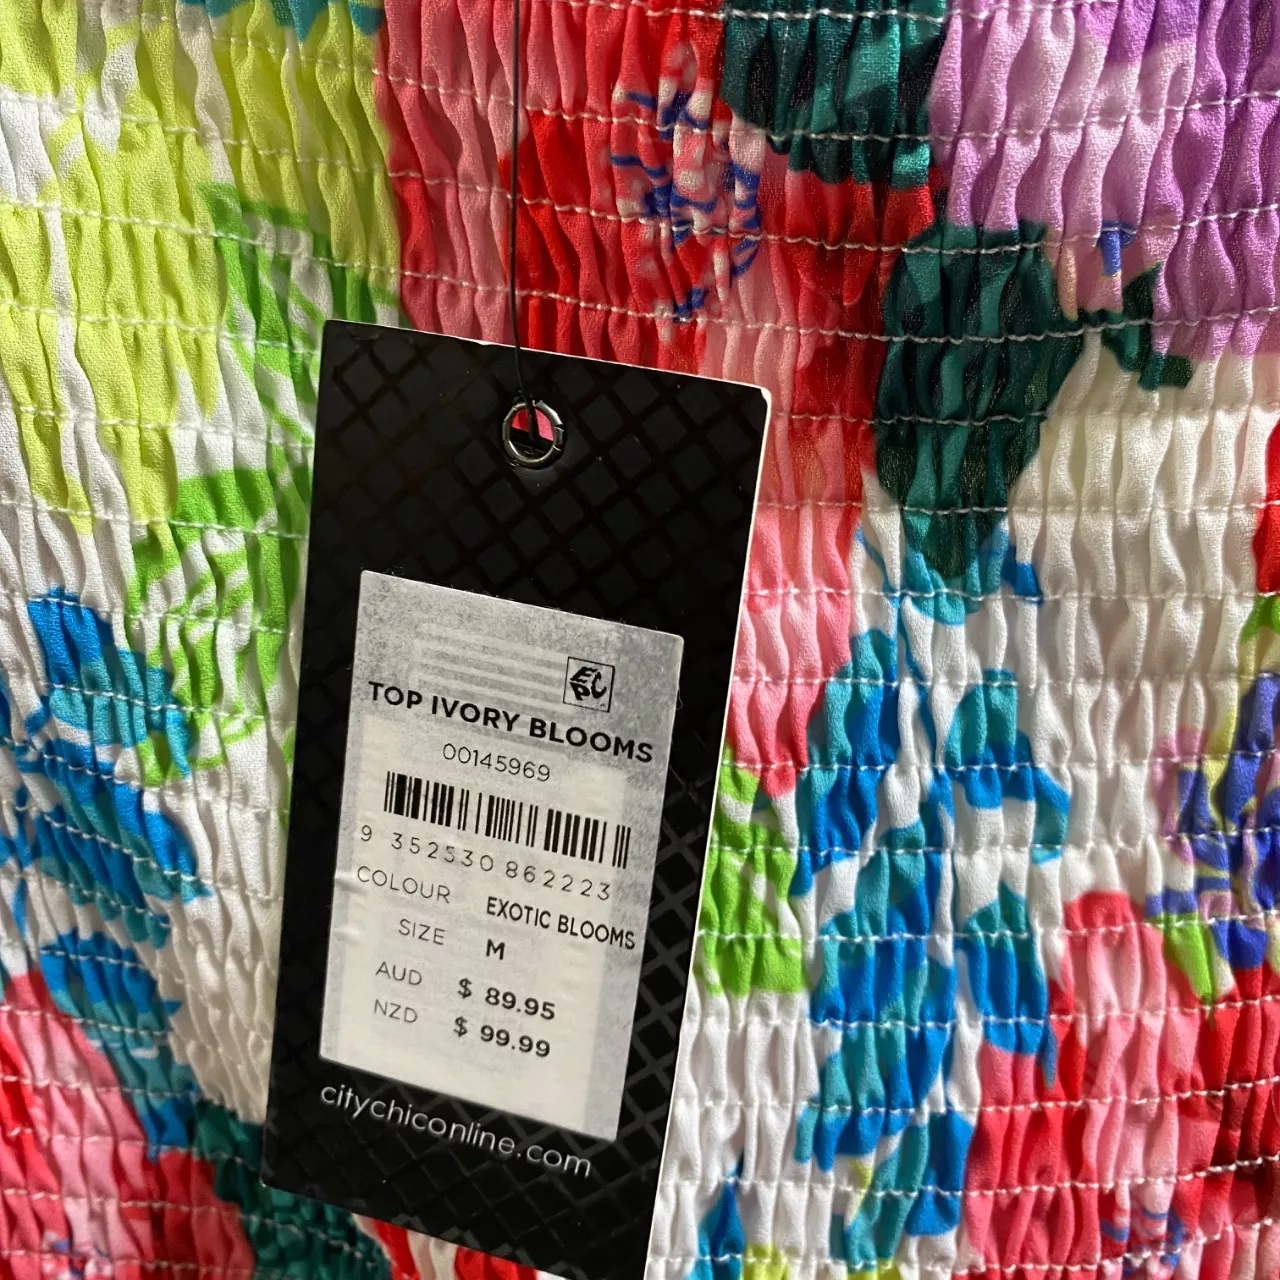 TOP IVORY BLOOMS
00145969
9 352530 862223
COLOUR EXOTIC BLOOMS
SIZE M
AUD $ 89.95
NZD $ 99.99
citychiconline.com